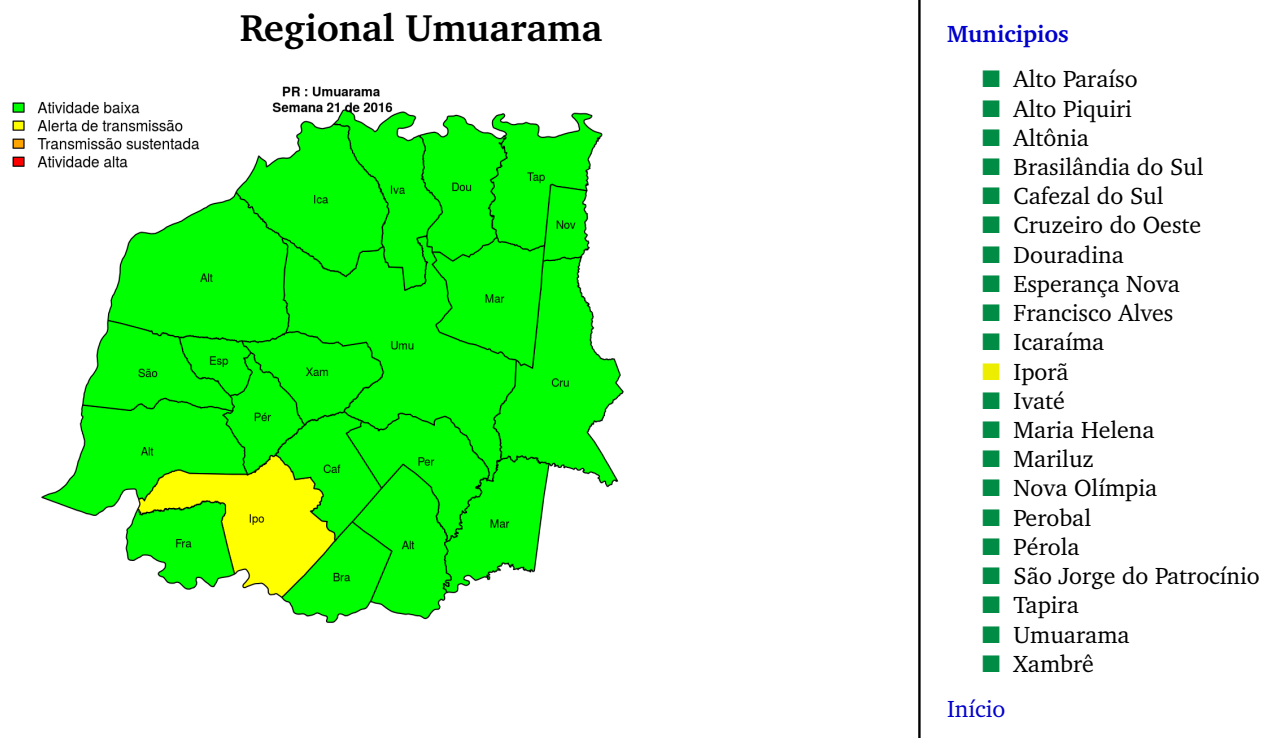 Regional Umuarama
PR : Umuarama
Semana 21 de 2016
Atividade baixa
Alerta de transmissão
Transmissão sustentada
Atividade alta
Ica
Iva
Dou
Tap
Nov
Alt
Mar
Umu
Esp
São
Xam
Cru
Pér
Alt
Caf
Per
Ipo
Mar
Fra
Alt
Bra
Municipios
Alto Paraíso
Alto Piquiri
Altônia
Brasilândia do Sul
Cafezal do Sul
Cruzeiro do Oeste
Douradina
Esperança Nova
Francisco Alves
Icaraíma
Iporã
Ivaté
Maria Helena
Mariluz
Nova Olímpia
Perobal
Pérola
São Jorge do Patrocínio
Tapira
Umuarama
Xambrê
Início